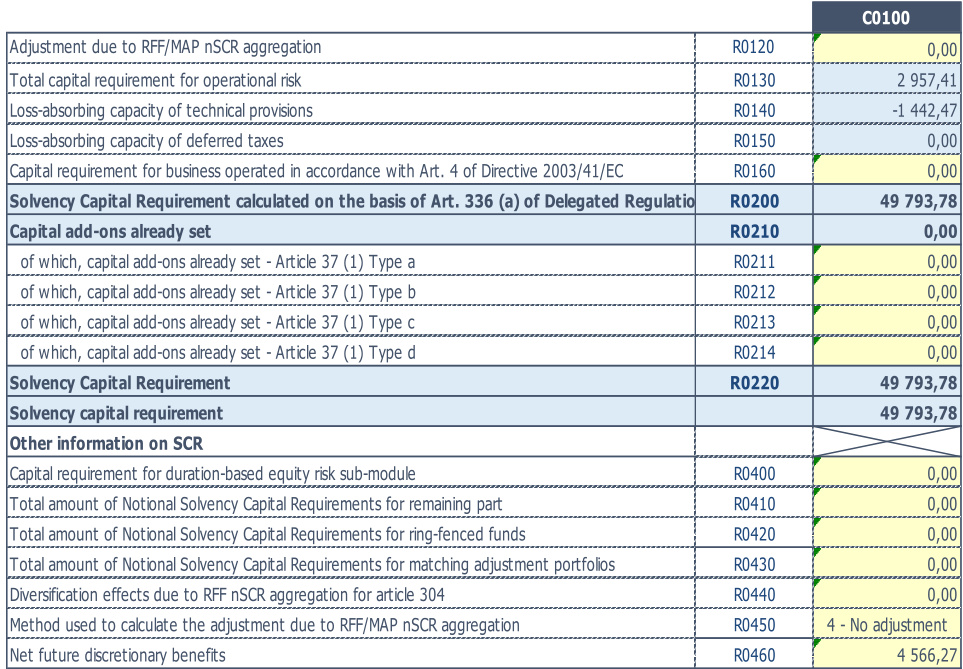 C0100
Adjustment due to RFF/MAP nSCR aggregation R0120 0,00
Total capital requirement for operational risk R0130 2 957,41
Loss-absorbing capacity of technical provisions R0140 -1 442,47
Loss-absorbing capacity of deferred taxes R0150 0,00
Capital requirement for business operated in accordance with Art. 4 of Directive 2003/41/EC R0160 0,00
Solvency Capital Requirement calculated on the basis of Art. 336 (a) of Delegated Regulatio R0200 49 793,78
Capital add-ons already set R0210 0,00
of which, capital add-ons already set - Article 37 (1) Type a R0211 0,00
of which, capital add-ons already set - Article 37 (1) Type b R0212 0,00
of which, capital add-ons already set - Article 37 (1) Type c R0213 0,00
of which, capital add-ons already set - Article 37 (1) Type d R0214 0,00
Solvency Capital Requirement R0220 49 793,78
Solvency capital requirement 49 793,78
Other information on SCR
Capital requirement for duration-based equity risk sub-module R0400 0,00
Total amount of Notional Solvency Capital Requirements for remaining part R0410 0,00
Total amount of Notional Solvency Capital Requirements for ring-fenced funds R0420 0,00
Total amount of Notional Solvency Capital Requirements for matching adjustment portfolios R0430 0,00
Diversification effects due to RFF nSCR aggregation for article 304 R0440 0,00
Method used to calculate the adjustment due to RFF/MAP nSCR aggregation R0450 4 - No adjustment
Net future discretionary benefits R0460 4 566,27